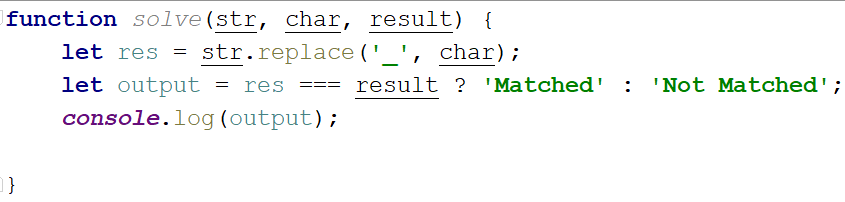 function solve(str, char, result) {
    let res = str.replace('_', char);
    let output = res === result ? 'Matched' : 'Not Matched';
    console.log(output);
}